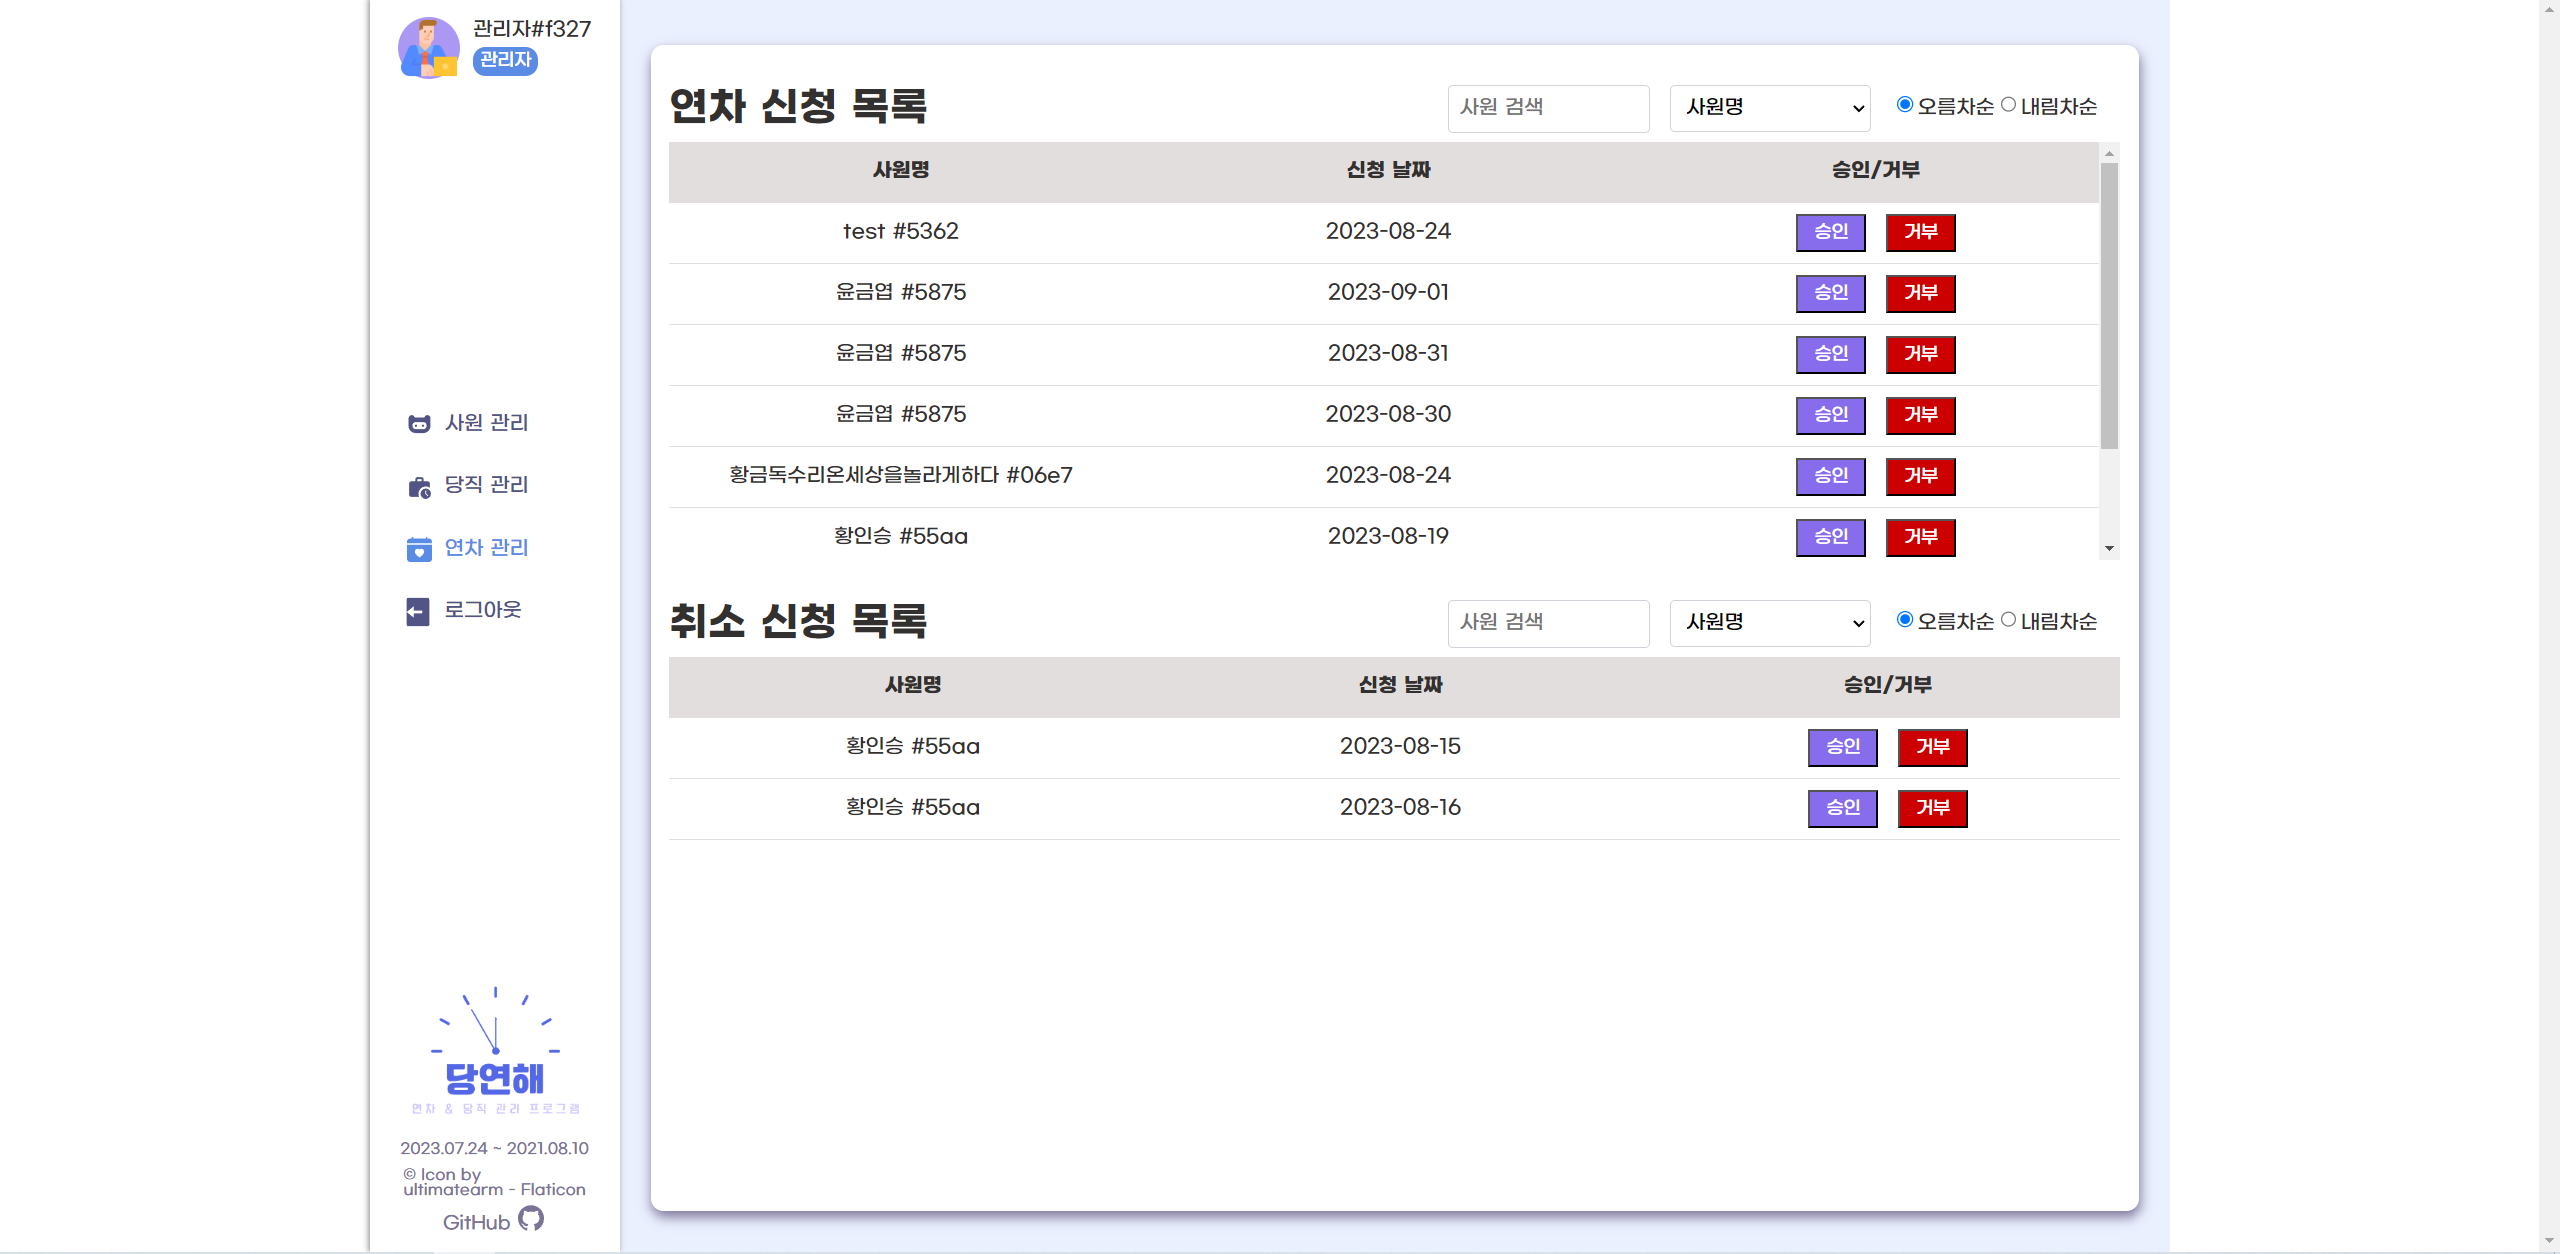 관리자#f327
관리자
사원 관리
당직 관리
연차 관리
로그아웃
당연해
연차 & 당직 관리 프로그램
2023.07.24 ~ 2021.08.10
© Icon by
ultimatearm - Flaticon
GitHub
연차 신청 목록
사원 검색
사원명
오름차순 내림차순
사원명 신청 날짜 승인/거부
test #5362 2023-08-24 승인 거부
윤금엽 #5875 2023-09-01 승인 거부
윤금엽 #5875 2023-08-31 승인 거부
윤금엽 #5875 2023-08-30 승인 거부
황금독수리온세상을놀라게하다 #06e7 2023-08-24 승인 거부
황인승 #55aa 2023-08-19 승인 거부
취소 신청 목록
사원 검색
사원명
오름차순 내림차순
사원명 신청 날짜 승인/거부
황인승 #55aa 2023-08-15 승인 거부
황인승 #55aa 2023-08-16 승인 거부